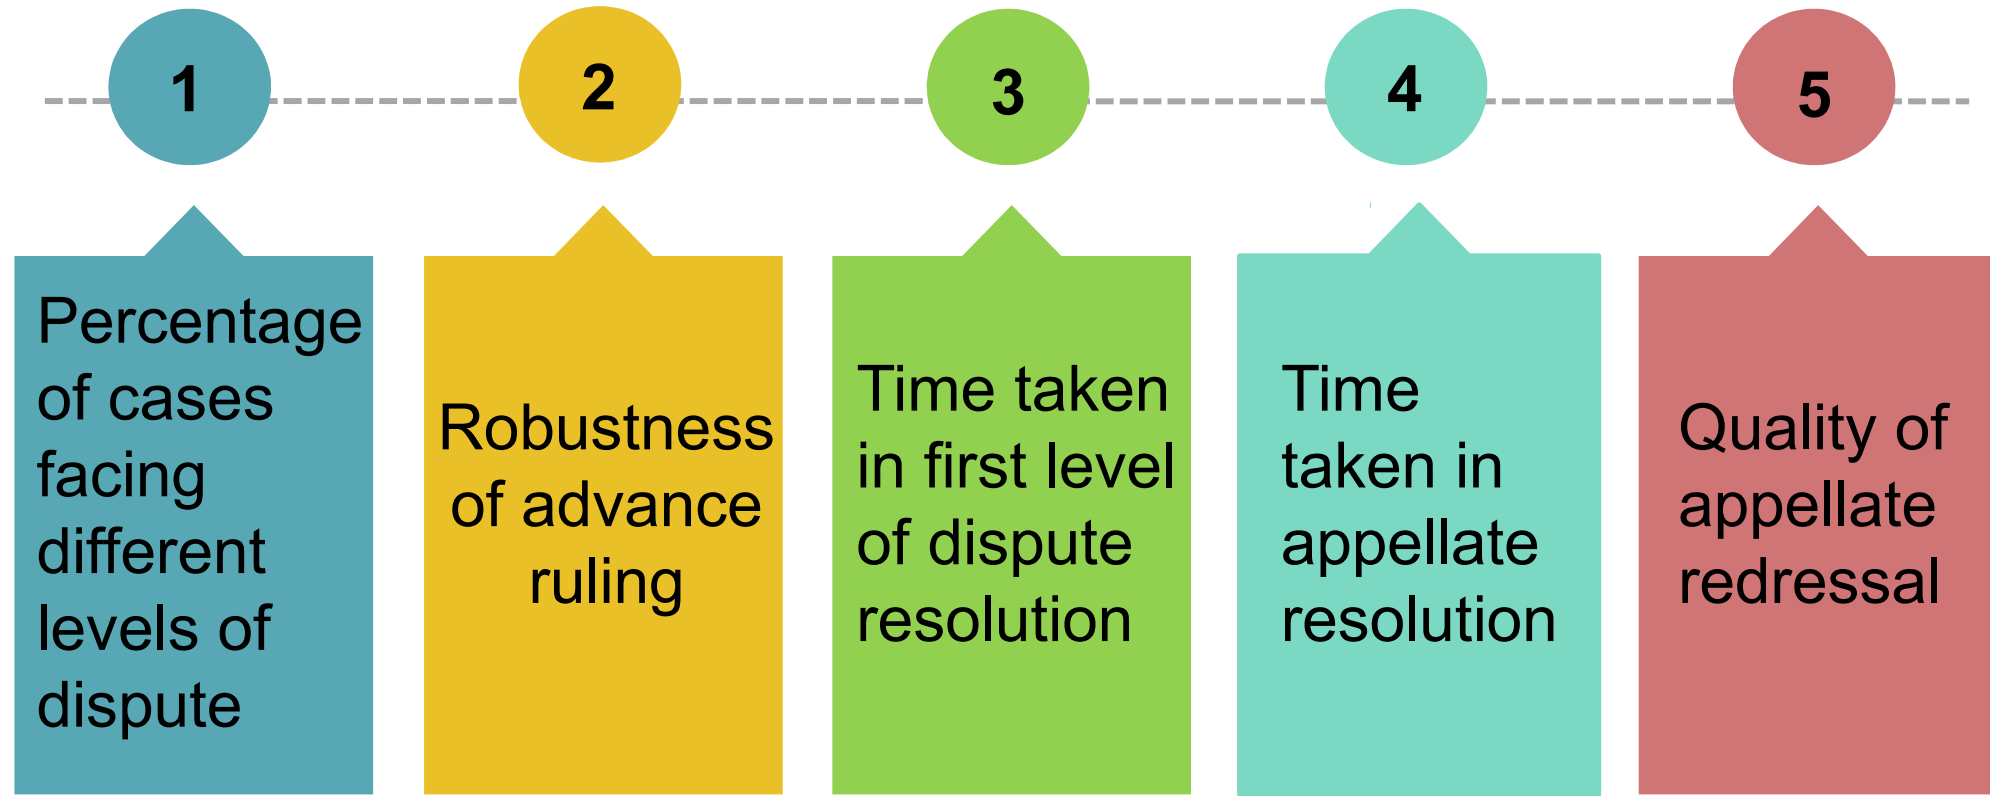 1
2
3
4
5
Percentage
of cases
facing
different
levels of
dispute
Robustness
of advance
ruling
Time taken
in first level
of dispute
resolution
Time
taken in
appellate
resolution
Quality of
appellate
redressal